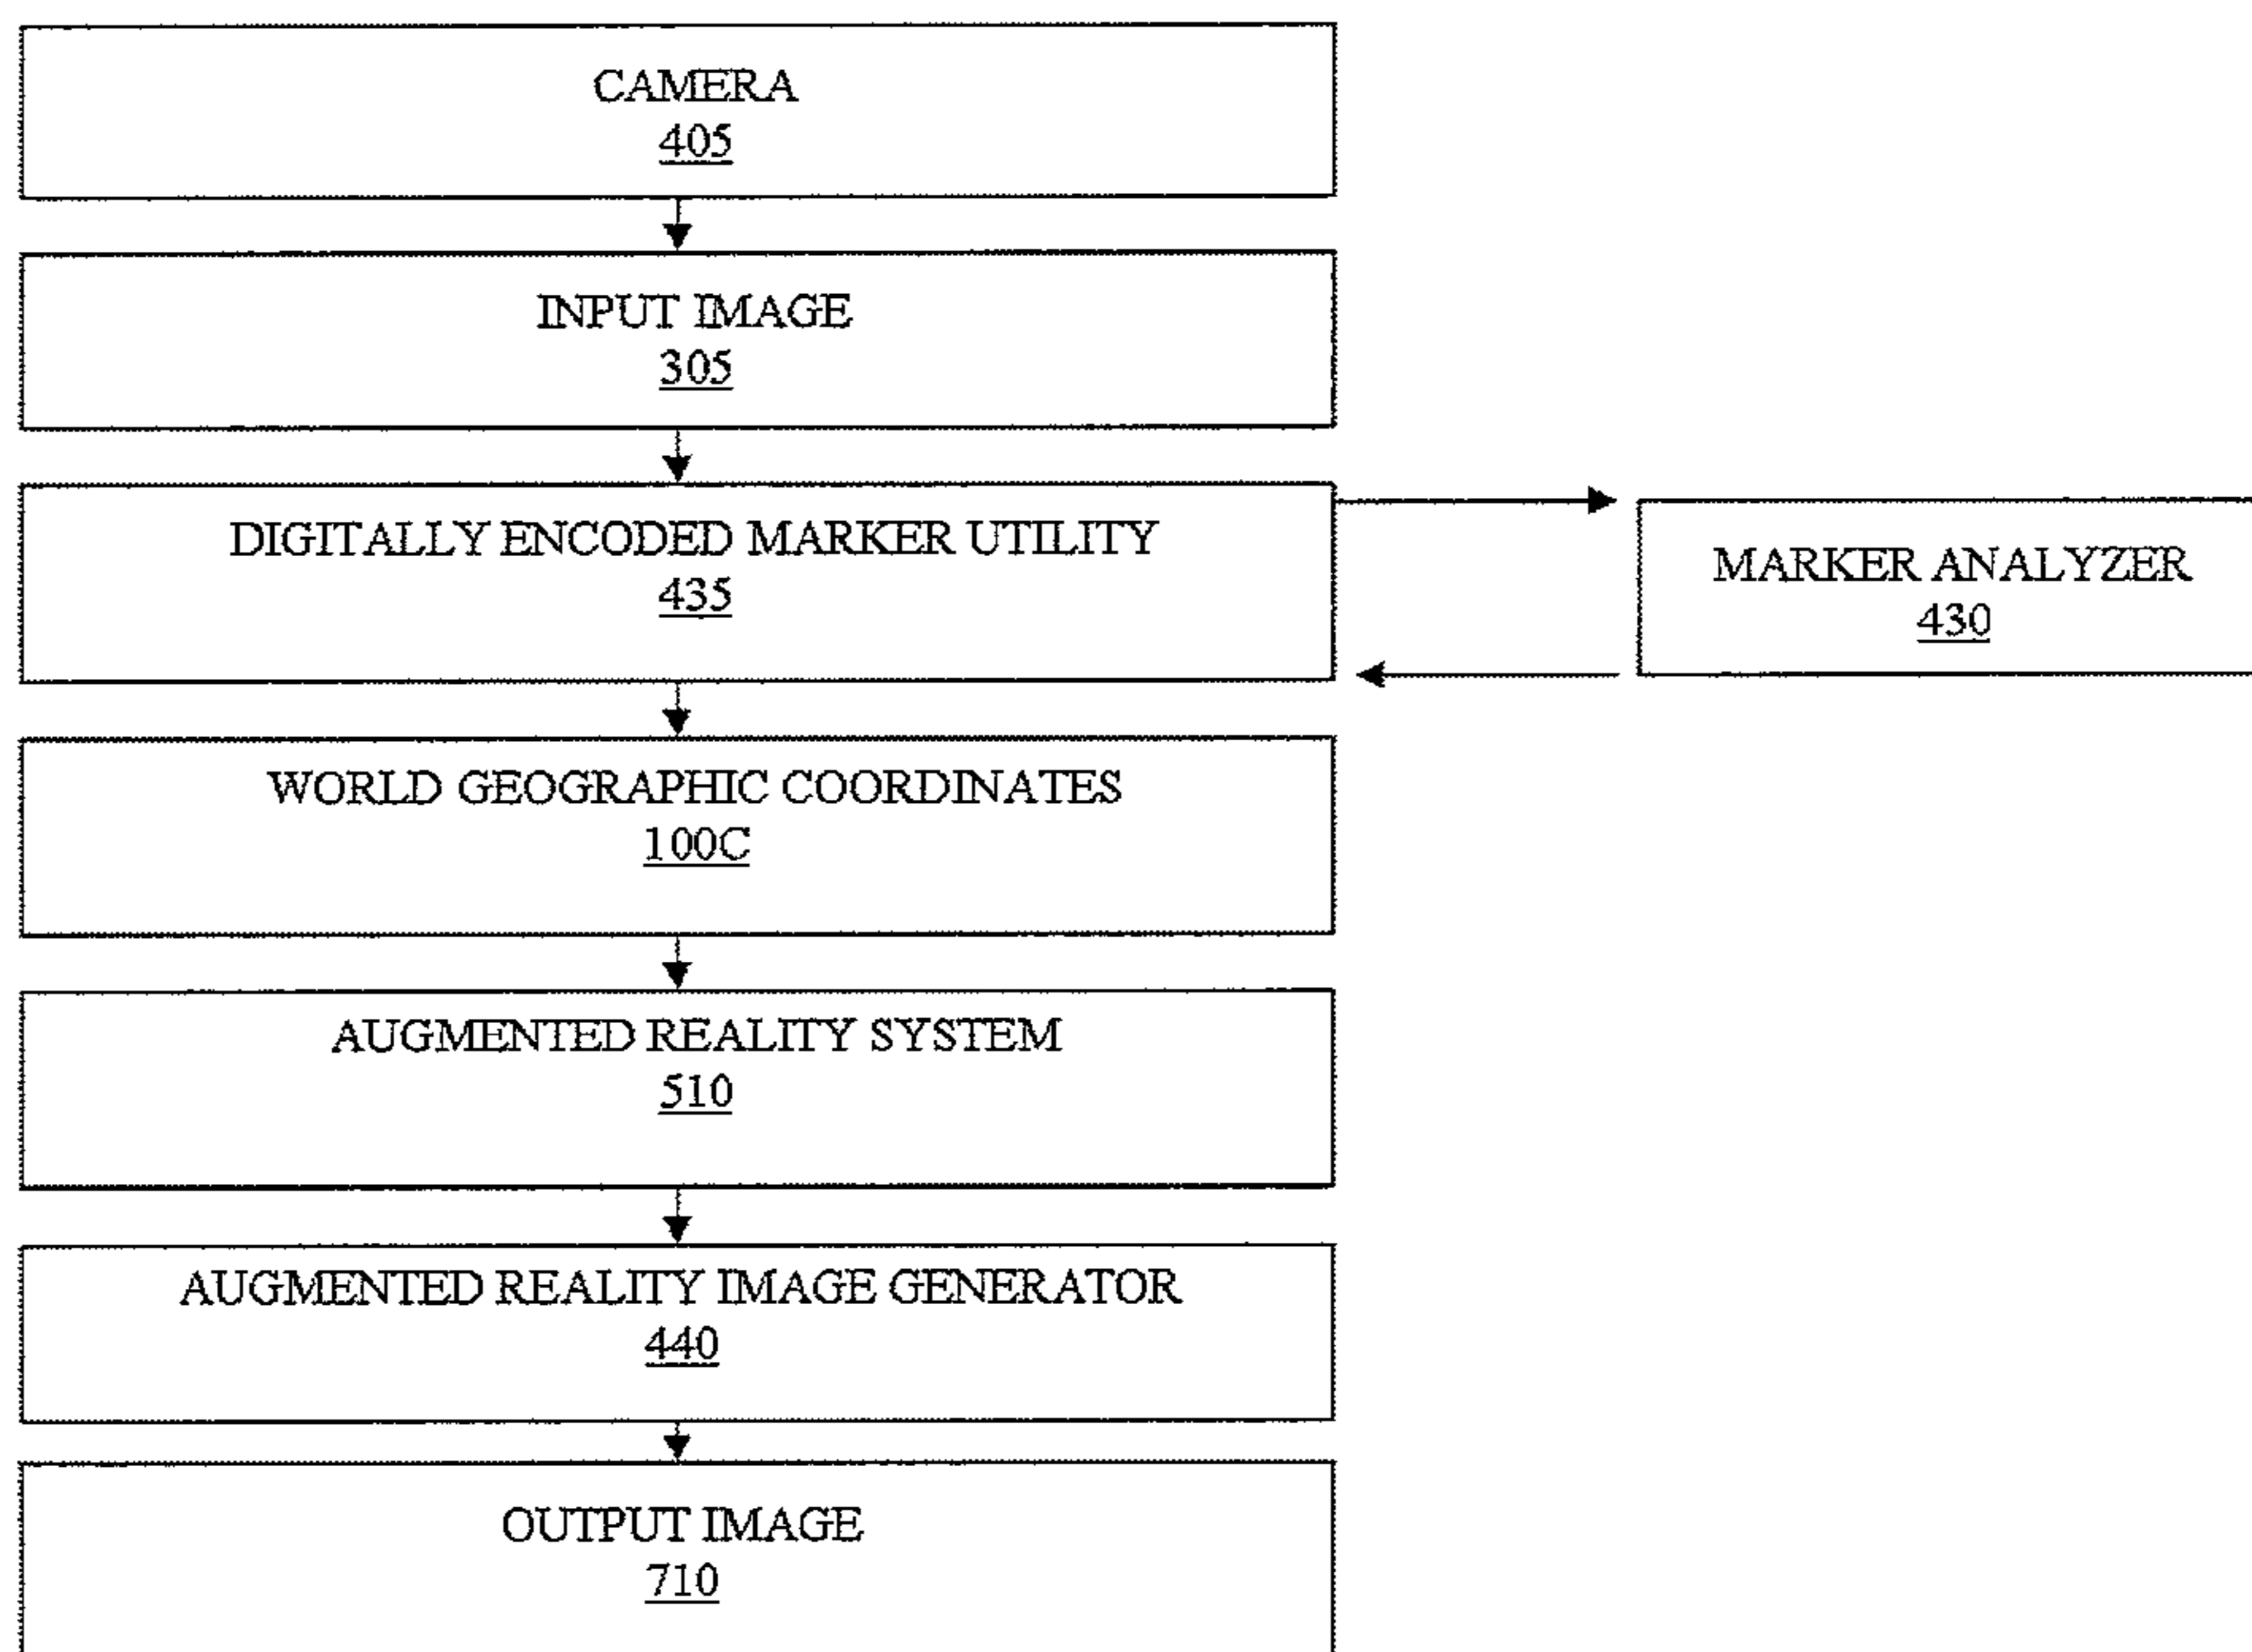 CAMERA
405
INPUT IMAGE
305
DIGITALLY ENCODED MARKER UTILITY
435
MARKER ANALYZER
430
WORLD GEOGRAPHIC COORDINATES
100C
AUGMENTED REALITY SYSTEM
510
AUGMENTED REALITY IMAGE GENERATOR
440
OUTPUT IMAGE
710